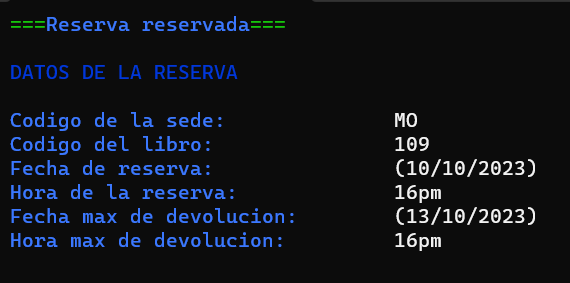 ===Reserva reservada===
DATOS DE LA RESERVA
Codigo de la sede: MO
Codigo del libro: 109
Fecha de reserva: (10/10/2023)
Hora de la reserva: 16pm
Fecha max de devolucion: (13/10/2023)
Hora max de devolucion: 16pm